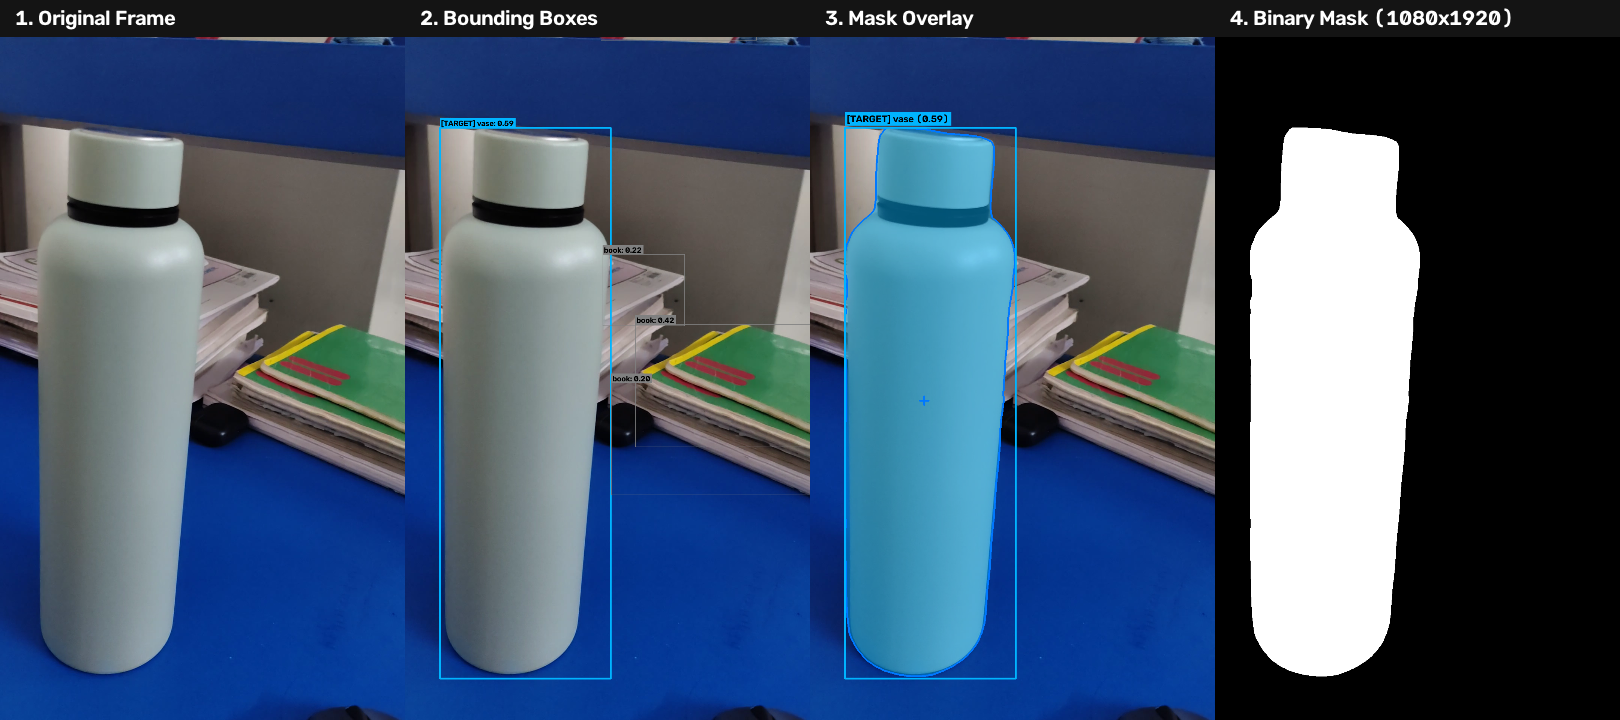 1. Original Frame
2. Bounding Boxes
3. Mask Overlay
4. Binary Mask (1080x1920)
[TARGET] vase: 0.59
[TARGET] vase (0.59)
book: 0.22
book: 0.42
book: 0.20